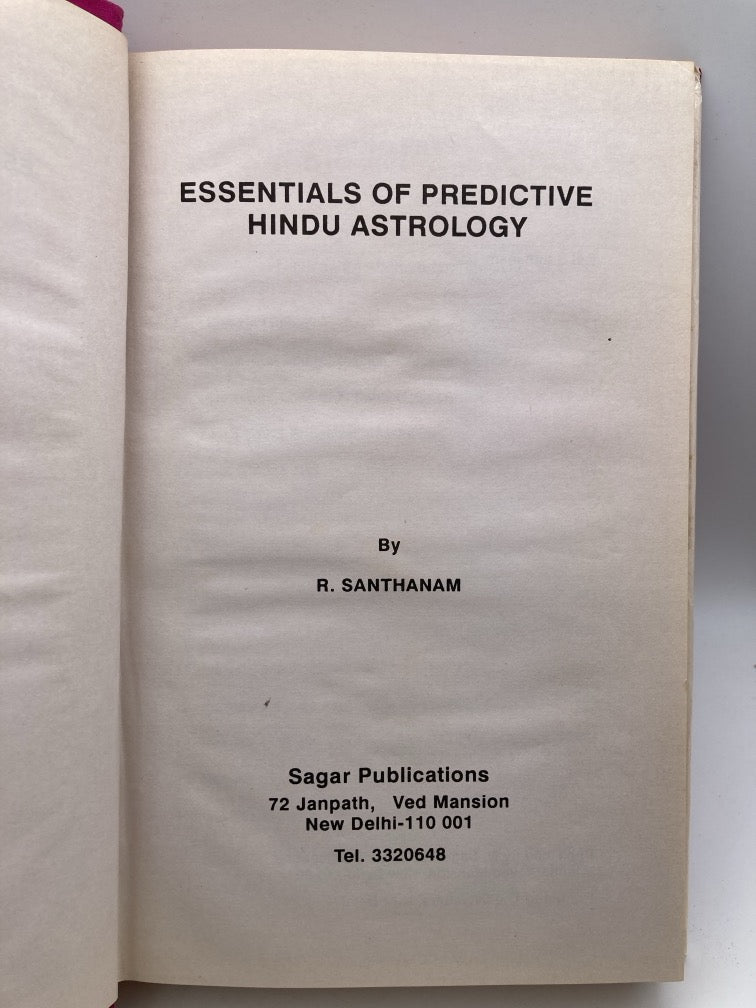 ESSENTIALS OF PREDICTIVE
HINDU ASTROLOGY
By
R. SANTHANAM
Sagar Publications
72 Janpath, Ved Mansion
New Delhi-110 001
Tel. 3320648